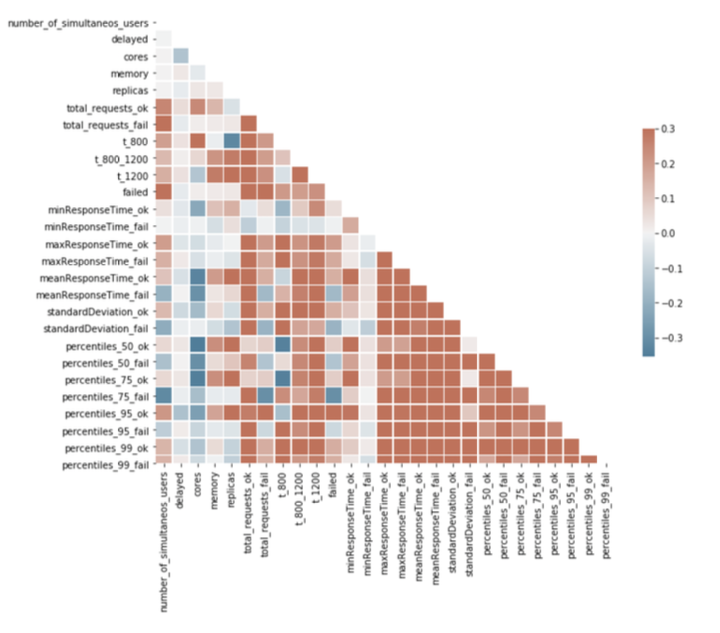 number_of_simultaneos_users
delayed
cores
memory
replicas
total_requests_ok
total_requests_fail
t_800
t_800_1200
t_1200
failed
minResponseTime_ok
minResponseTime_fail
maxResponseTime_ok
maxResponseTime_fail
meanResponseTime_ok
meanResponseTime_fail
standardDeviation_ok
standardDeviation_fail
percentiles_50_ok
percentiles_50_fail
percentiles_75_ok
percentiles_75_fail
percentiles_95_ok
percentiles_95_fail
percentiles_99_ok
percentiles_99_fail
number_of_simultaneos_users
delayed
cores
memory
replicas
total_requests_ok
total_requests_fail
t_800
t_800_1200
t_1200
failed
minResponseTime_ok
minResponseTime_fail
maxResponseTime_ok
maxResponseTime_fail
meanResponseTime_ok
meanResponseTime_fail
standardDeviation_ok
standardDeviation_fail
percentiles_50_ok
percentiles_50_fail
percentiles_75_ok
percentiles_75_fail
percentiles_95_ok
percentiles_95_fail
percentiles_99_ok
percentiles_99_fail
0.3
0.2
0.1
0.0
−0.1
−0.2
−0.3